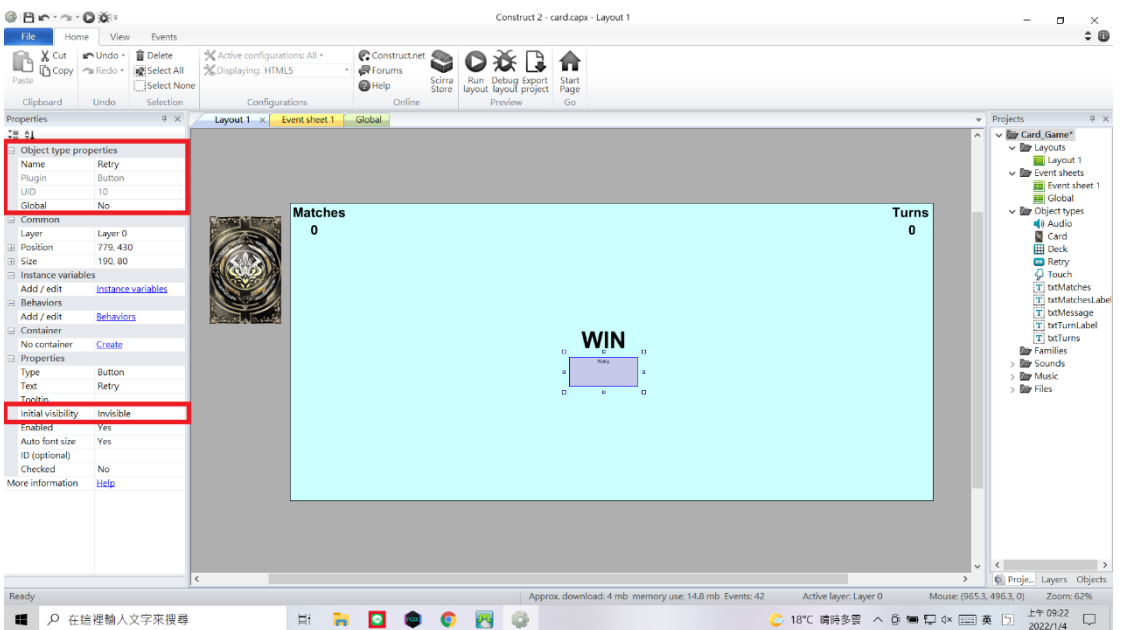 Construct 2 - card.capx - Layout 1
File Home View Events
Cut Undo Delete Active configurations: All Construct.net
Copy Redo Select All Displaying: HTML5 Forums
Paste Select None Help Scirra Store Run layout Debug layout Export project Start Page
Clipboard Undo Selection Configurations Online Preview Go
Properties
Layout 1 Event sheet 1 Global
Projects
Object type properties
Name Retry
Plugin Button
UID 10
Global No
Common
Layer Layer 0
Position 779, 430
Size 190, 80
Instance variables
Add / edit Instance variables
Behaviors
Add / edit Behaviors
Container
No container Create
Properties
Type Button
Text Retry
Tooltip
Initial visibility Invisible
Enabled Yes
Auto font size Yes
ID (optional)
Checked No
More information Help
Matches Turns
0 0
WIN
Retry
Card_Game*
Layouts
Layout 1
Event sheets
Event sheet 1
Global
Object types
Audio
Card
Deck
Retry
Touch
txtMatches
txtMatchesLabel
txtMessage
txtTurnLabel
txtTurns
Families
Sounds
Music
Files
Proje... Layers Objects
Ready Approx. download: 4 mb memory use: 14.8 mb Events: 42 Active layer: Layer 0 Mouse: (965.3, 496.3, 0) Zoom: 62%
在這裡輸入文字來搜尋 18°C 晴時多雲 英 上午 09:22
2022/1/4